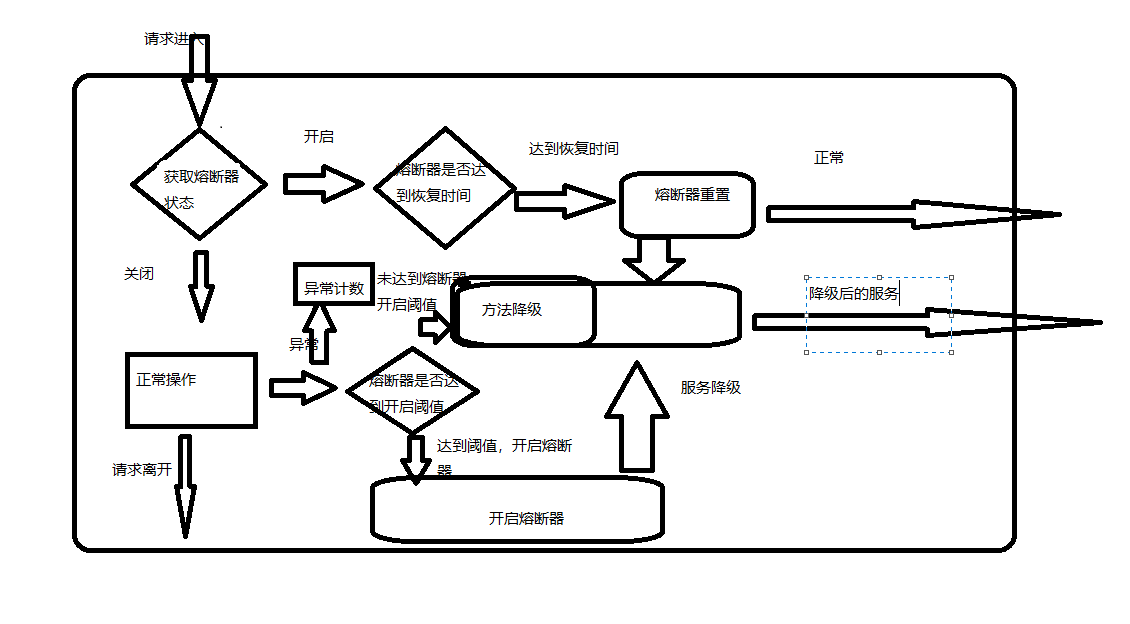 请求进入
开启
达到恢复时间
正常
获取熔断器
状态
熔断器是否达
到恢复时间
熔断器重置
关闭
异常计数
未达到熔断器
开启阈值
方法降级
降级后的服务
异常
正常操作
熔断器是否达
到开启阈值
服务降级
达到阈值，开启熔断
器
请求离开
开启熔断器